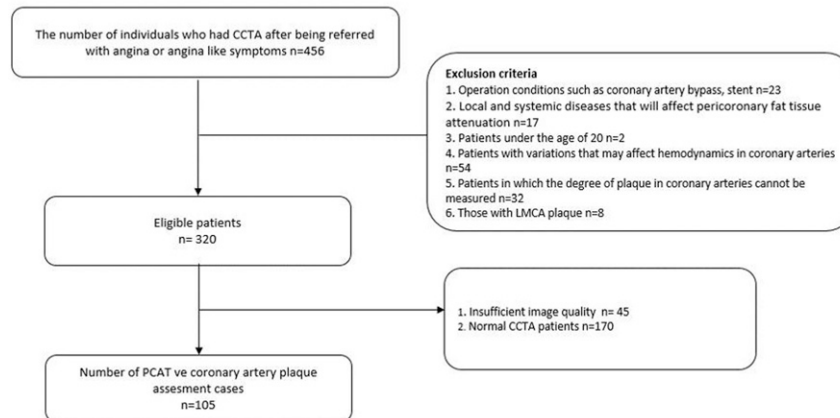 The number of individuals who had CCTA after being referred
with angina or angina like symptoms n=456
Exclusion criteria
1. Operation conditions such as coronary artery bypass, stent n=23
2. Local and systemic diseases that will affect pericoronary fat tissue
attenuation n=17
3. Patients under the age of 20 n=2
4. Patients with variations that may affect hemodynamics in coronary arteries
n=54
5. Patients in which the degree of plaque in coronary arteries cannot be
measured n=32
6. Those with LMCA plaque n=8
Eligible patients
n= 320
1. Insufficient image quality n= 45
2. Normal CCTA patients n=170
Number of PCAT ve coronary artery plaque
assesment cases
n=105